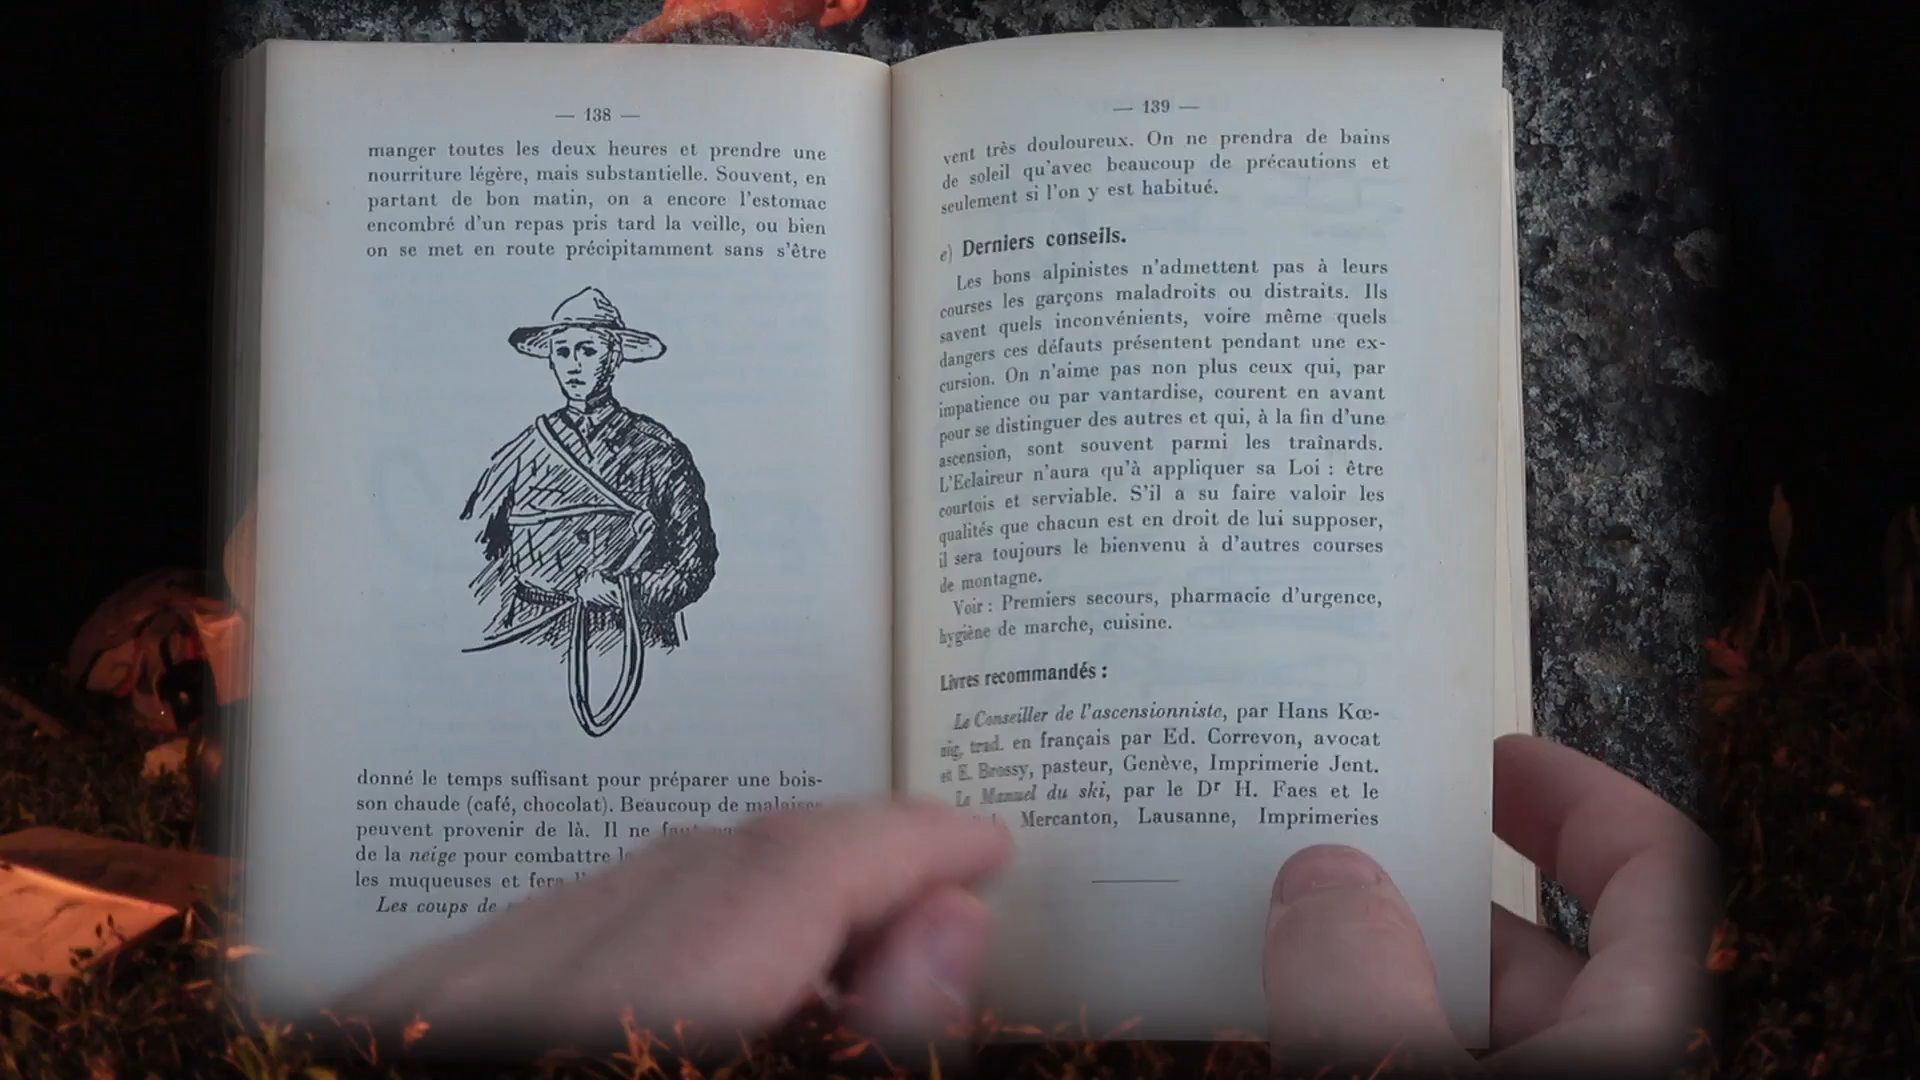 — 138 —
manger toutes les deux heures et prendre une
nourriture légère, mais substantielle. Souvent, en
partant de bon matin, on a encore l'estomac
encombré d'un repas pris tard la veille, ou bien
on se met en route précipitamment sans s'être
donné le temps suffisant pour préparer une bois-
son chaude (café, chocolat). Beaucoup de malaises
peuvent provenir de là. Il ne
de la neige pour combattre
les muqueuses et fera
Les coups de
— 139 —
vent très douloureux. On ne prendra de bains
de soleil qu'avec beaucoup de précautions et
seulement si l'on y est habitué.
e) Derniers conseils.
Les bons alpinistes n'admettent pas à leurs
courses les garçons maladroits ou distraits. Ils
savent quels inconvénients, voire même quels
dangers ces défauts présentent pendant une ex-
cursion. On n'aime pas non plus ceux qui, par
impatience ou par vantardise, courent en avant
pour se distinguer des autres et qui, à la fin d'une
ascension, sont souvent parmi les traînards.
L'Eclaireur n'aura qu'à appliquer sa Loi : être
courtois et serviable. S'il a su faire valoir les
qualités que chacun est en droit de lui supposer,
il sera toujours le bienvenu à d'autres courses
de montagne.
Voir : Premiers secours, pharmacie d'urgence,
hygiène de marche, cuisine.
Livres recommandés :
Le Conseiller de l'ascensionniste, par Hans Kœ-
nig, trad. en français par Ed. Correvon, avocat
et E. Brossy, pasteur, Genève, Imprimerie Jent.
Le Manuel du ski, par le Dr H. Faes et le
Mercanton, Lausanne, Imprimeries